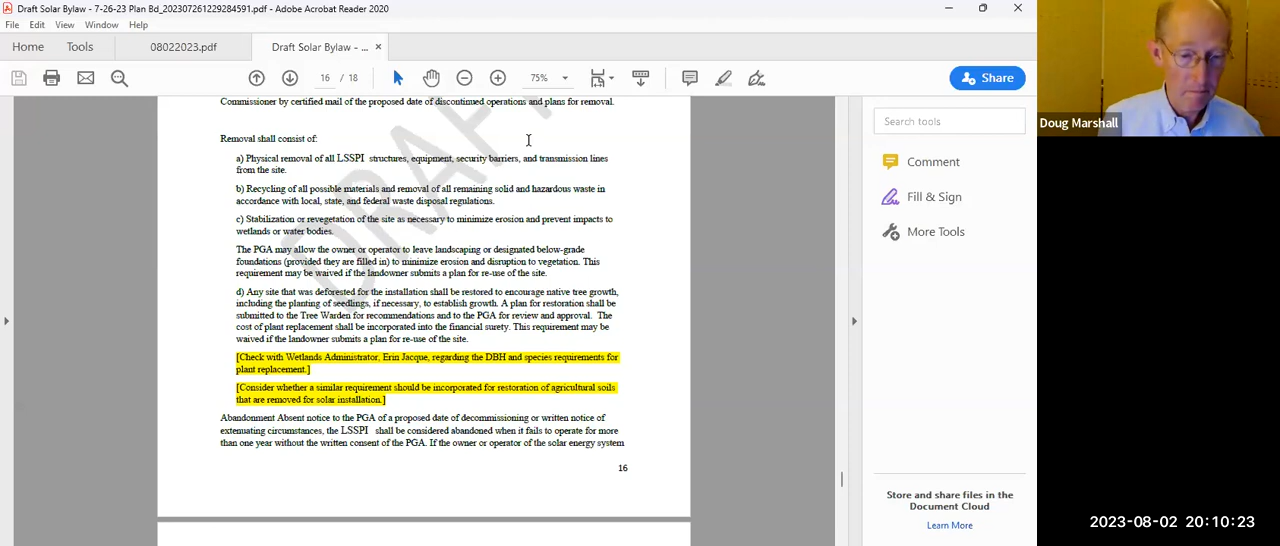 Draft Solar Bylaw - 7-26-23 Plan Bd_202307261229284591.pdf - Adobe Acrobat Reader 2020
File Edit View Window Help
Home Tools 08022023.pdf Draft Solar Bylaw - ... ×
16 / 18 75% Share
Commissioner by certified mail of the proposed date of discontinued operations and plans for removal.
Removal shall consist of:
a) Physical removal of all LSSPI structures, equipment, security barriers, and transmission lines
from the site.
b) Recycling of all possible materials and removal of all remaining solid and hazardous waste in
accordance with local, state, and federal waste disposal regulations.
c) Stabilization or revegetation of the site as necessary to minimize erosion and prevent impacts to
wetlands or water bodies.
The PGA may allow the owner or operator to leave landscaping or designated below-grade
foundations (provided they are filled in) to minimize erosion and disruption to vegetation. This
requirement may be waived if the landowner submits a plan for re-use of the site.
d) Any site that was deforested for the installation shall be restored to encourage native tree growth,
including the planting of seedlings, if necessary, to establish growth. A plan for restoration shall be
submitted to the Tree Warden for recommendations and to the PGA for review and approval. The
cost of plant replacement shall be incorporated into the financial surety. This requirement may be
waived if the landowner submits a plan for re-use of the site.
[Check with Wetlands Administrator, Erin Jacque, regarding the DBH and species requirements for
plant replacement.]
[Consider whether a similar requirement should be incorporated for restoration of agricultural soils
that are removed for solar installation.]
Abandonment Absent notice to the PGA of a proposed date of decommissioning or written notice of
extenuating circumstances, the LSSPI shall be considered abandoned when it fails to operate for more
than one year without the written consent of the PGA. If the owner or operator of the solar energy system
16
DRAFT
Search tools
Comment
Fill & Sign
More Tools
Store and share files in the
Document Cloud
Learn More
Doug Marshall
2023-08-02 20:10:23